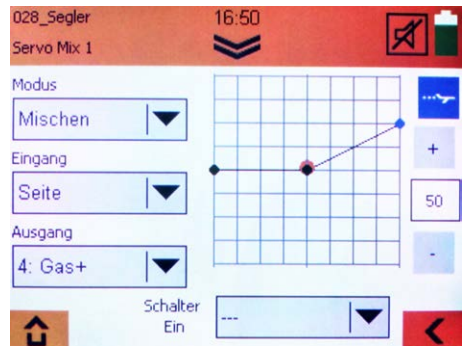 028_Segler 16:50
Servo Mix 1
Modus
Mischen
Eingang
Seite
Ausgang
4: Gas+
+
50
-
Schalter
Ein
---